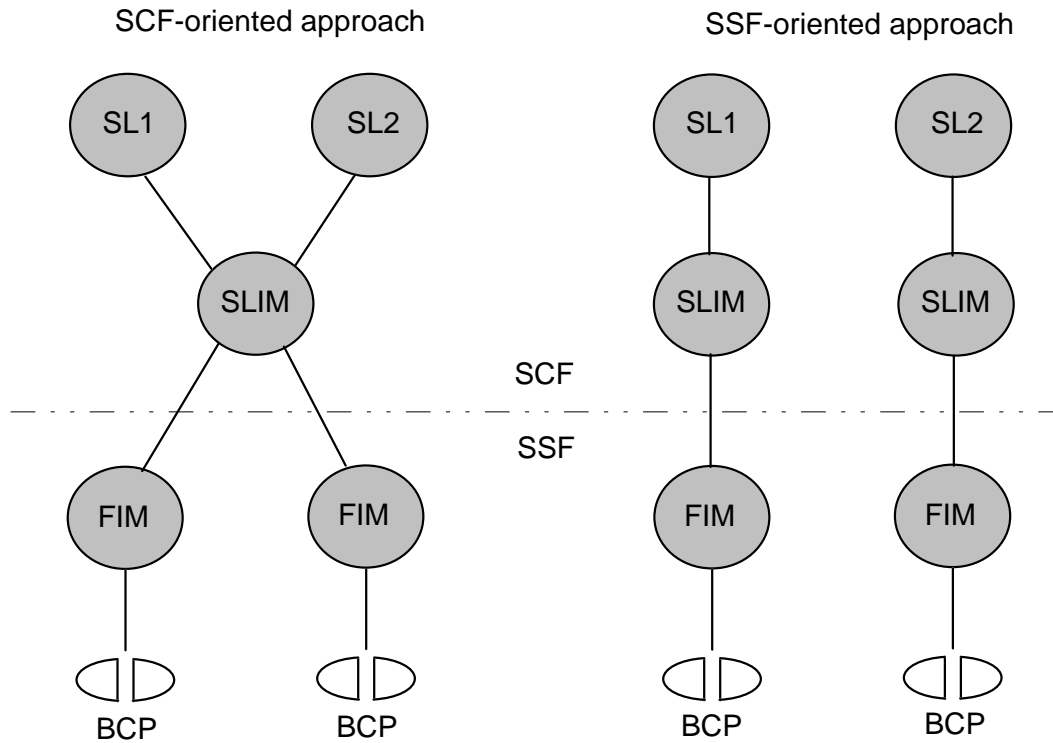 SCF-oriented approach
SSF-oriented approach
SL1
SL2
SL1
SL2
SLIM
SLIM
SLIM
SCF
SSF
FIM
FIM
FIM
FIM
BCP
BCP
BCP
BCP